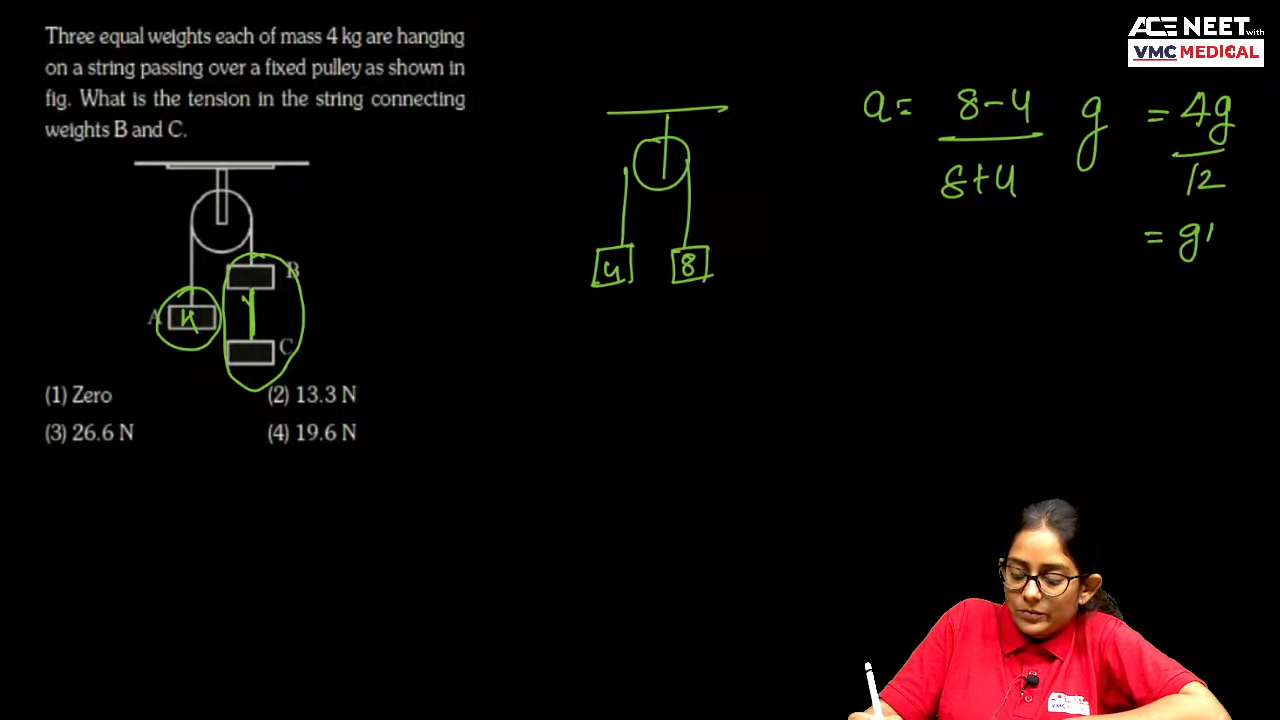 Three equal weights each of mass 4 kg are hanging
on a string passing over a fixed pulley as shown in
fig. What is the tension in the string connecting
weights B and C.
A
4
B
C
(1) Zero
(2) 13.3 N
(3) 26.6 N
(4) 19.6 N
4
8
a = 8-4 / 8+4 g = 4g / 12
= g
ACE NEET with
VMC MEDICAL